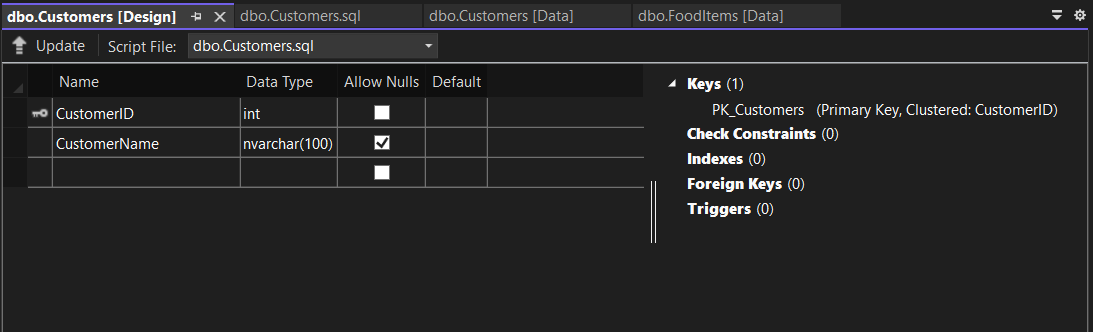 dbo.Customers [Design] dbo.Customers.sql dbo.Customers [Data] dbo.FoodItems [Data]
Update Script File: dbo.Customers.sql
Name Data Type Allow Nulls Default
CustomerID int
CustomerName nvarchar(100)
Keys (1)
PK_Customers (Primary Key, Clustered: CustomerID)
Check Constraints (0)
Indexes (0)
Foreign Keys (0)
Triggers (0)